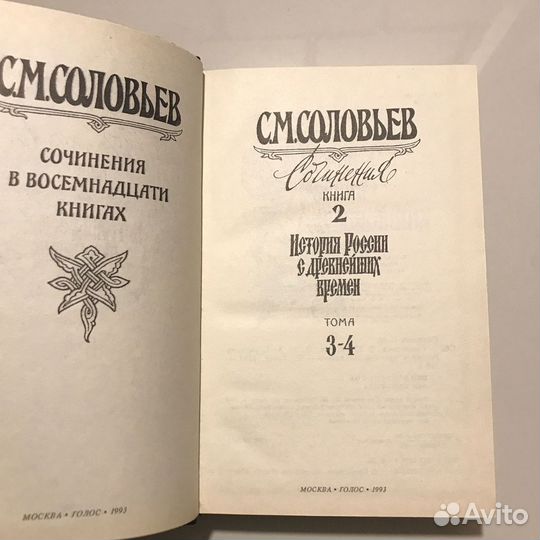 С.М.СОЛОВЬЕВ
СОЧИНЕНИЯ
В ВОСЕМНАДЦАТИ
КНИГАХ
МОСКВА • ГОЛОС • 1993
С.М.СОЛОВЬЕВ
Сочинения
КНИГА
2
История России
с древнейших
времен
ТОМА
3-4
МОСКВА • ГОЛОС • 1993
Avito